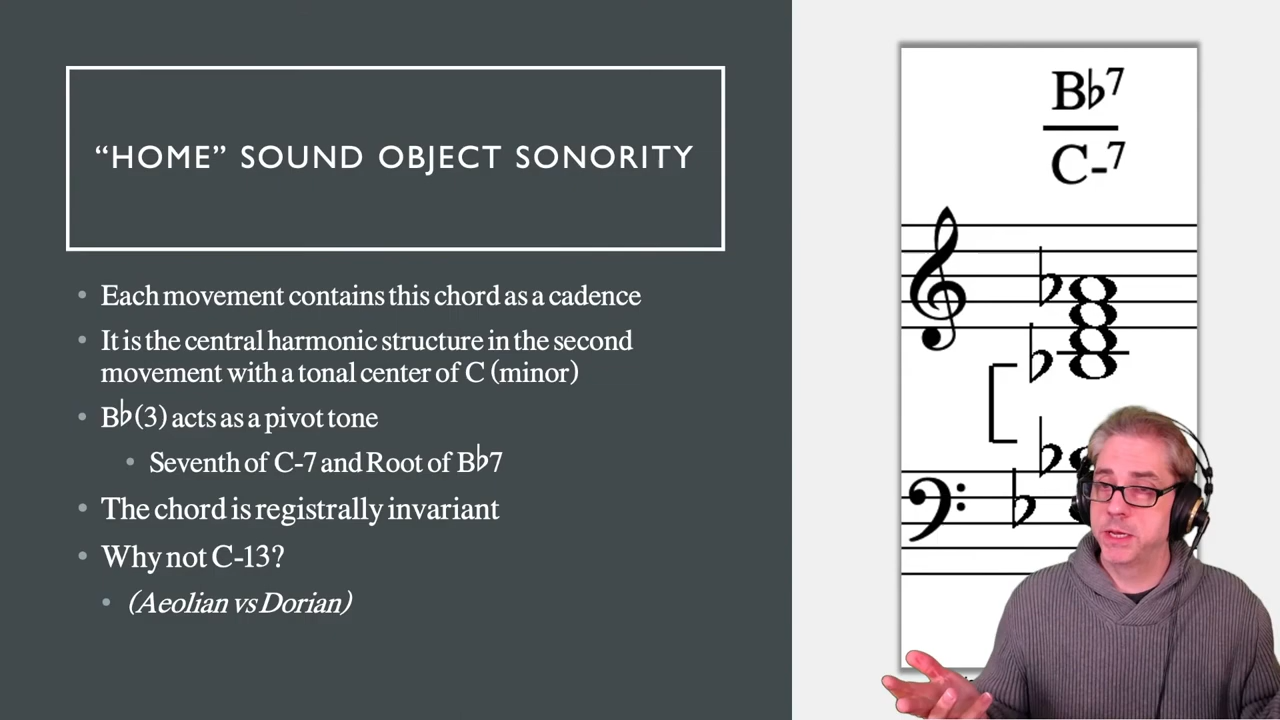 “HOME” SOUND OBJECT SONORITY
• Each movement contains this chord as a cadence
• It is the central harmonic structure in the second
movement with a tonal center of C (minor)
• B♭(3) acts as a pivot tone
• Seventh of C-7 and Root of B♭7
• The chord is registrally invariant
• Why not C-13?
• (Aeolian vs Dorian)
B♭7
C-7